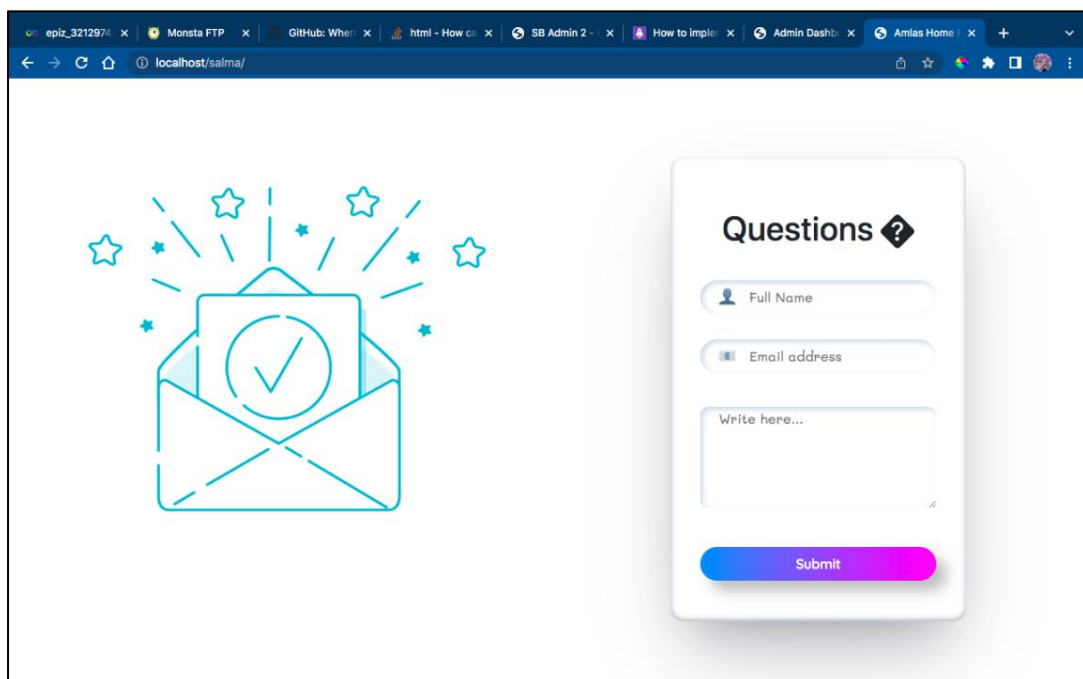 epiz_3212974
Monsta FTP
GitHub: When
html - How ca
SB Admin 2 -
How to imple
Admin Dashb
Amlas Home
localhost/salma/
Questions ?
Full Name
Email address
Write here...
Submit